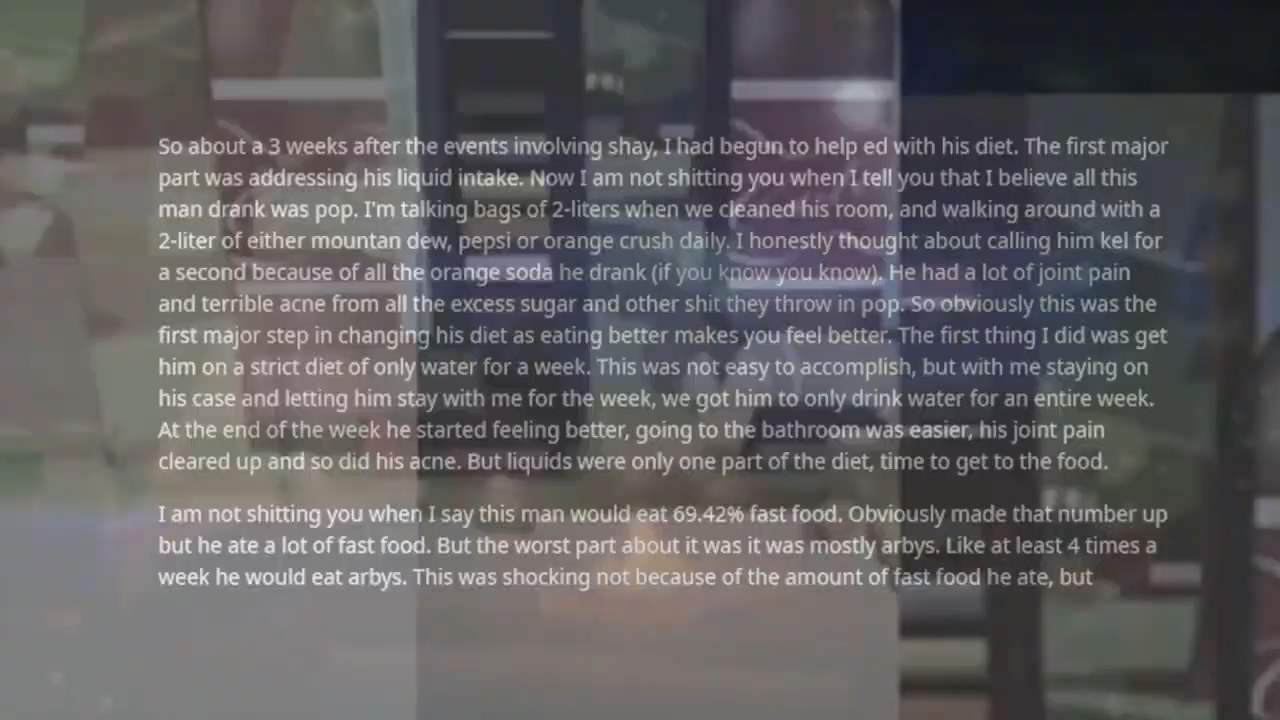 So about a 3 weeks after the events involving shay, I had begun to help ed with his diet. The first major
part was addressing his liquid intake. Now I am not shitting you when I tell you that I believe all this
man drank was pop. I'm talking bags of 2-liters when we cleaned his room, and walking around with a
2-liter of either mountan dew, pepsi or orange crush daily. I honestly thought about calling him kel for
a second because of all the orange soda he drank (if you know you know). He had a lot of joint pain
and terrible acne from all the excess sugar and other shit they throw in pop. So obviously this was the
first major step in changing his diet as eating better makes you feel better. The first thing I did was get
him on a strict diet of only water for a week. This was not easy to accomplish, but with me staying on
his case and letting him stay with me for the week, we got him to only drink water for an entire week.
At the end of the week he started feeling better, going to the bathroom was easier, his joint pain
cleared up and so did his acne. But liquids were only one part of the diet, time to get to the food.
I am not shitting you when I say this man would eat 69.42% fast food. Obviously made that number up
but he ate a lot of fast food. But the worst part about it was it was mostly arbys. Like at least 4 times a
week he would eat arbys. This was shocking not because of the amount of fast food he ate, but